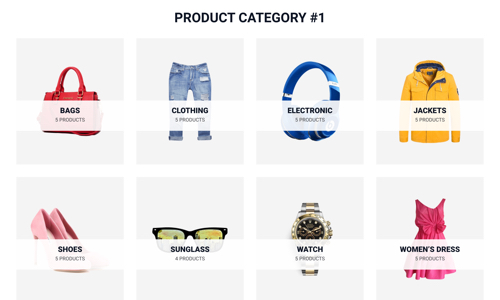 PRODUCT CATEGORY #1
BAGS
5 PRODUCTS
CLOTHING
5 PRODUCTS
ELECTRONIC
5 PRODUCTS
JACKETS
5 PRODUCTS
SHOES
5 PRODUCTS
SUNGLASS
4 PRODUCTS
WATCH
5 PRODUCTS
WOMEN'S DRESS
5 PRODUCTS